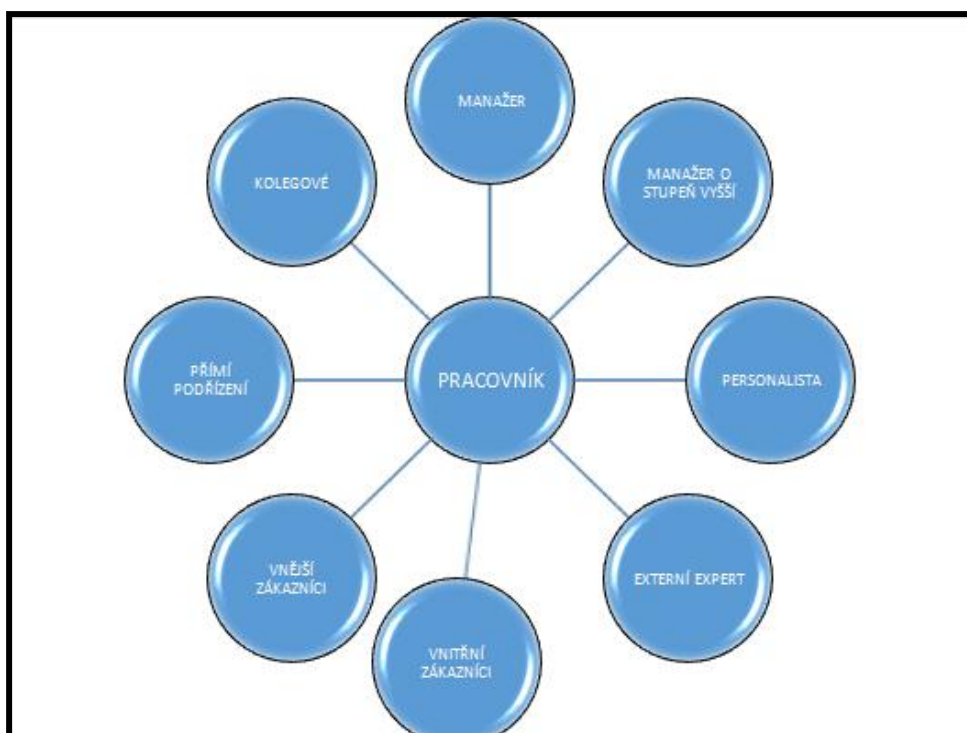 MANAŽER
KOLEGOVÉ
MANAŽER O
STUPEŇ VYŠŠÍ
PŘÍMÍ
PODŘÍZENÍ
PRACOVNÍK
PERSONALISTA
VNĚJŠÍ
ZÁKAZNÍCI
EXTERNÍ EXPERT
VNITŘNÍ
ZÁKAZNÍCI